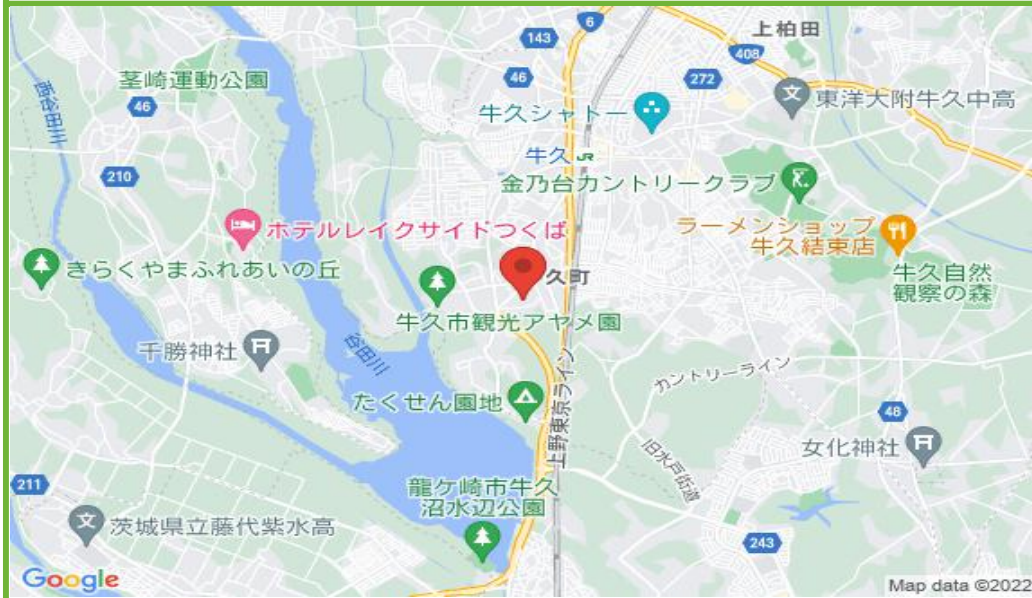 6
143
上柏田
408
茎崎運動公園
46
46
272
西谷田川
牛久シャトー
東洋大附牛久中高
牛久 JR
210
金乃台カントリークラブ
ホテルレイクサイドつくば
ラーメンショップ
牛久結束店
きらくやまふれあいの丘
久町
牛久自然
観察の森
牛久市観光アヤメ園
千勝神社
谷田川
上野東京ライン
カントリーライン
たくせん園地
48
旧水戸街道
女化神社
211
龍ケ崎市牛久
沼水辺公園
茨城県立藤代紫水高
243
Google
Map data ©2022